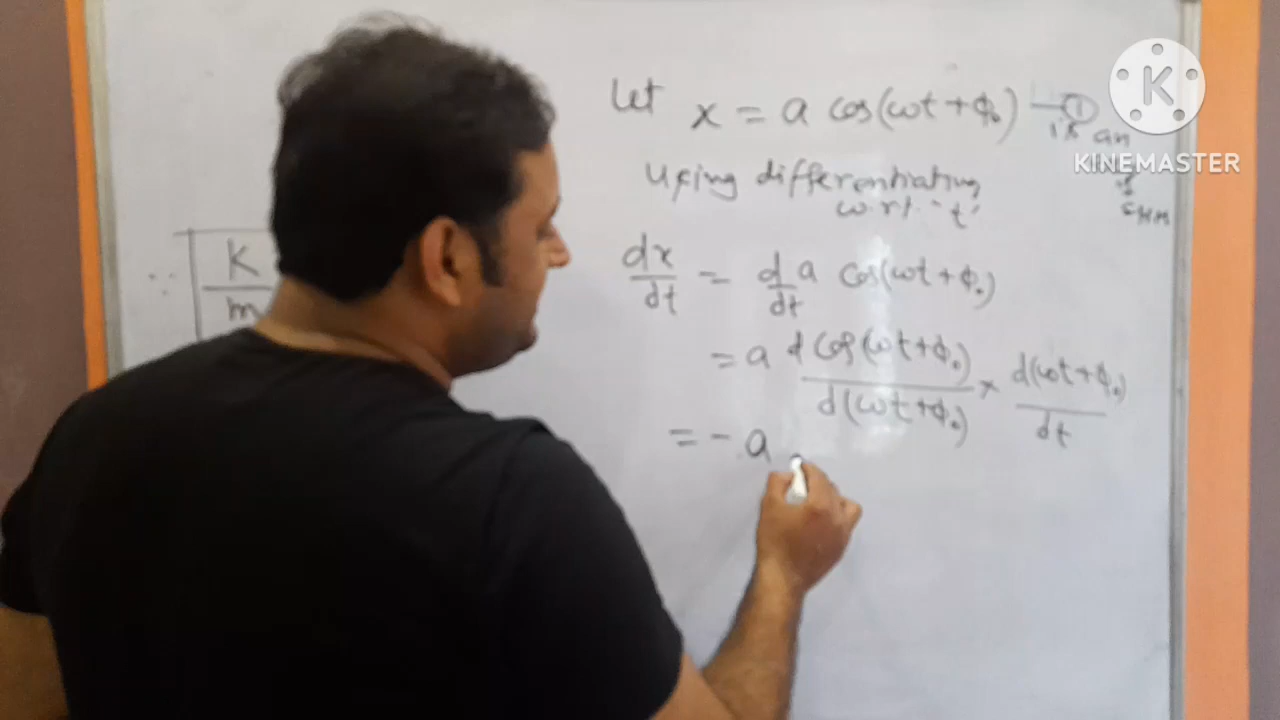 Let x = a cos(ωt + ϕ₀) — ①
is an
KINEMASTER
SHM
differentiating
w.r.t. 't'
dx/dt = d/dt a cos(ωt + ϕ₀)
∵ K/m
= a d cos(ωt + ϕ₀)/d(ωt + ϕ₀) × d(ωt + ϕ₀)/dt
= - a